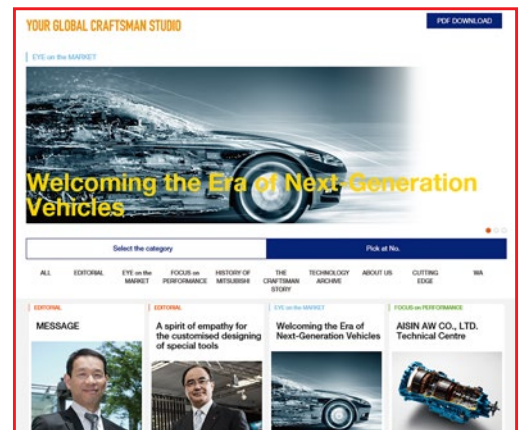 YOUR GLOBAL CRAFTSMAN STUDIO
PDF DOWNLOAD
EYE on the MARKET
Welcoming the Era of Next-Generation
Vehicles
Select the category
Pick at No.
ALL
EDITORIAL
EYE on the
MARKET
FOCUS on
PERFORMANCE
HISTORY OF
MITSUBISHI
THE
CRAFTSMAN
STORY
TECHNOLOGY
ARCHIVE
ABOUT US
CUTTING
EDGE
WA
EDITORIAL
MESSAGE
EDITORIAL
A spirit of empathy for
the customised designing
of special tools
EYE on the MARKET
Welcoming the Era of
Next-Generation Vehicles
FOCUS on PERFORMANCE
AISIN AW CO., LTD.
Technical Centre